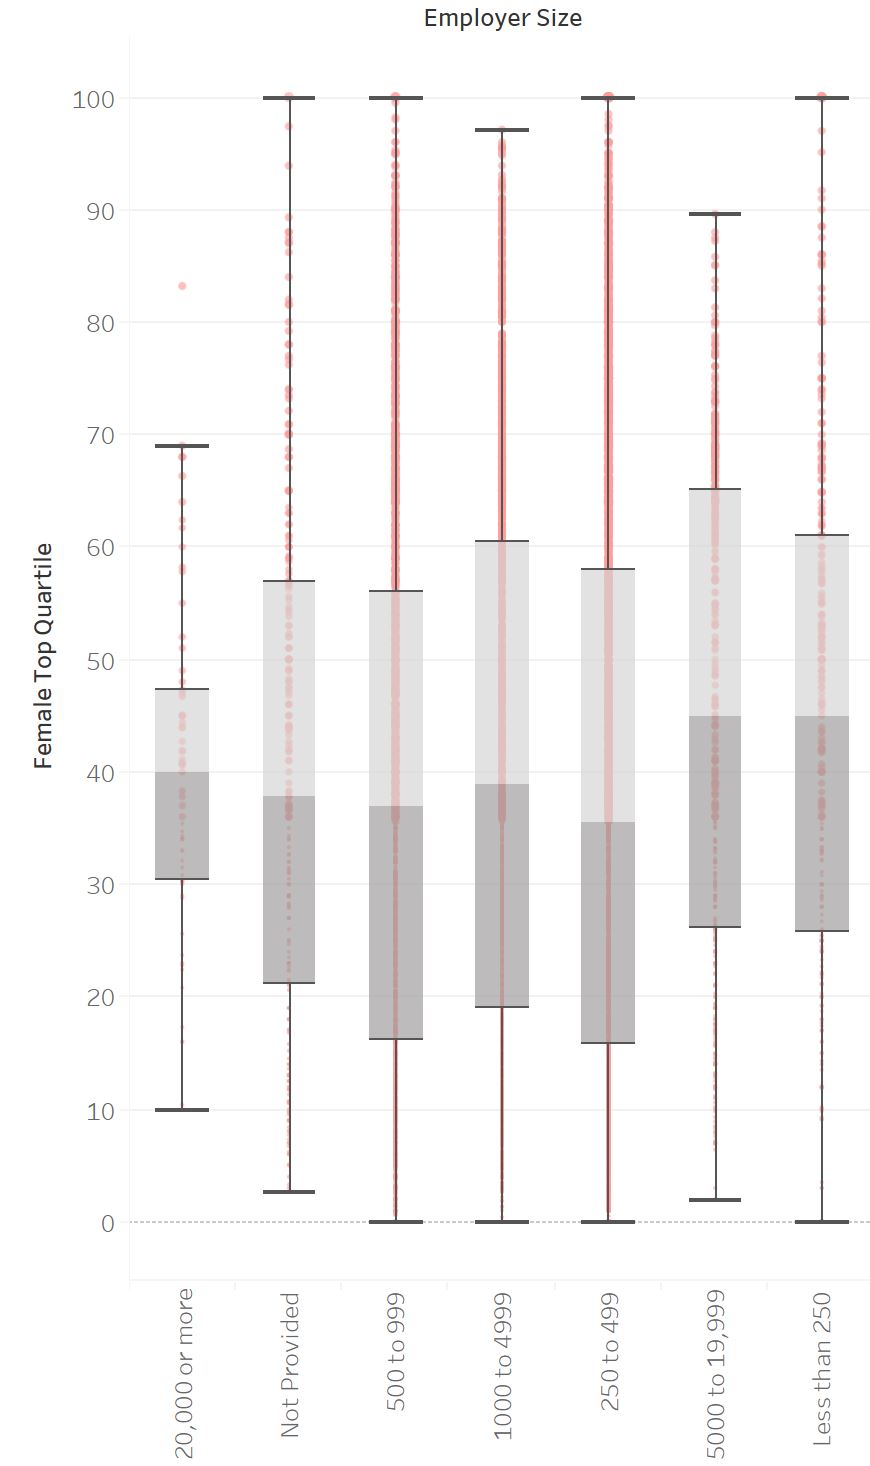 Employer Size
100
90
80
70
60
50
40
30
20
10
0
Female Top Quartile
20,000 or more
Not Provided
500 to 999
1000 to 4999
250 to 499
5000 to 19,999
Less than 250